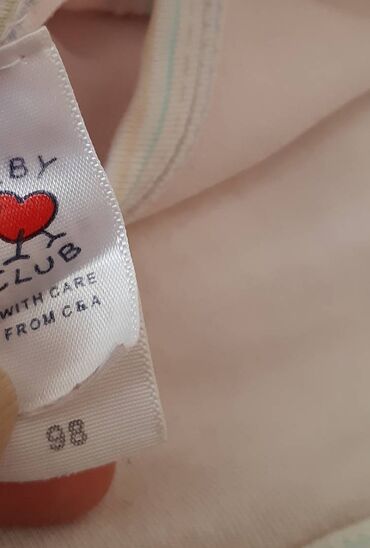 BY
CLUB
WITH CARE
FROM C&A
98